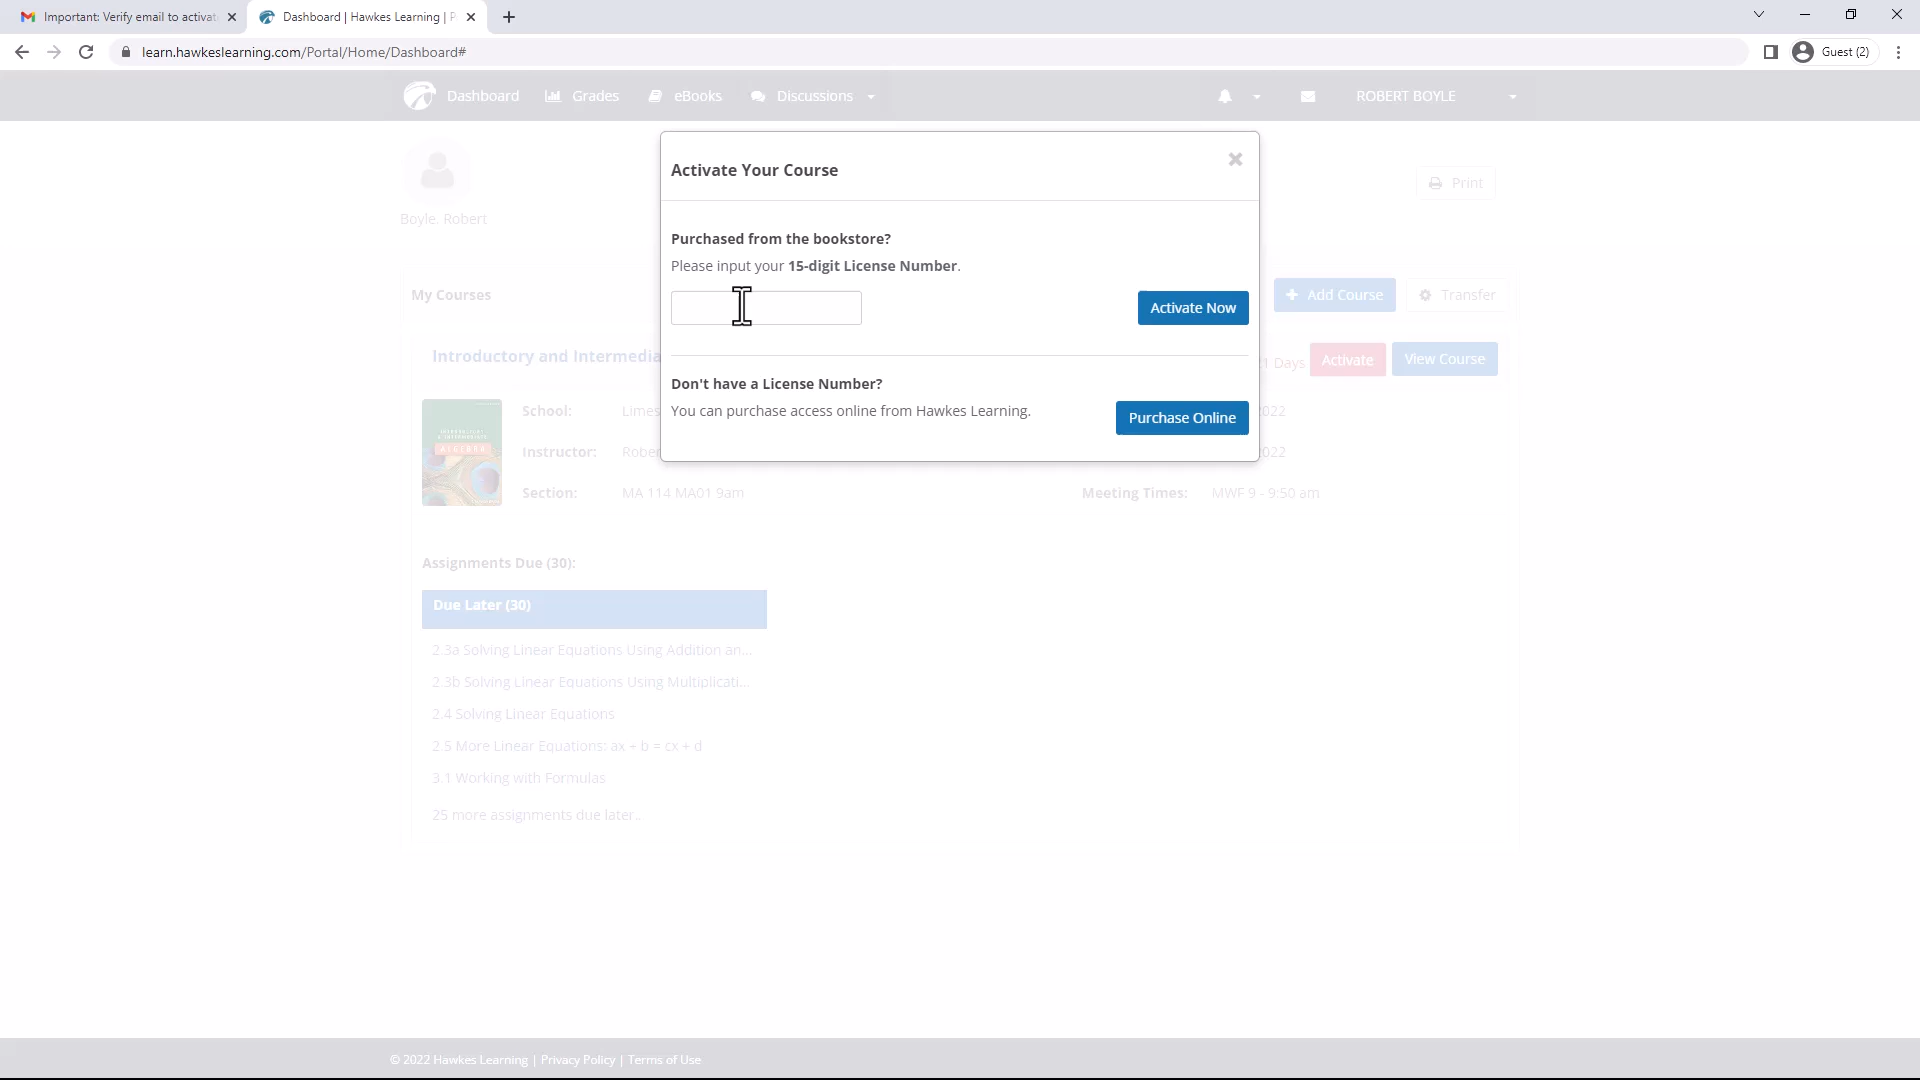 Important: Verify email to activat
Dashboard | Hawkes Learning | P
learn.hawkeslearning.com/Portal/Home/Dashboard#
Guest (2)
Dashboard
Grades
eBooks
Discussions
ROBERT BOYLE
Activate Your Course
Print
Boyle, Robert
Purchased from the bookstore?
Please input your 15-digit License Number.
Activate Now
My Courses
Add Course
Transfer
Introductory and Intermedia
1 Days
Activate
View Course
Don't have a License Number?
You can purchase access online from Hawkes Learning.
Purchase Online
School: Limes
2022
Instructor: Rober
2022
Section: MA 114 MA01 9am
Meeting Times: MWF 9 - 9:50 am
INTRODUCTORY
& INTERMEDIATE
ALGEBRA
Assignments Due (30):
Due Later (30)
2.3a Solving Linear Equations Using Addition an...
2.3b Solving Linear Equations Using Multiplicati...
2.4 Solving Linear Equations
2.5 More Linear Equations: ax + b = cx + d
3.1 Working with Formulas
25 more assignments due later..
© 2022 Hawkes Learning | Privacy Policy | Terms of Use